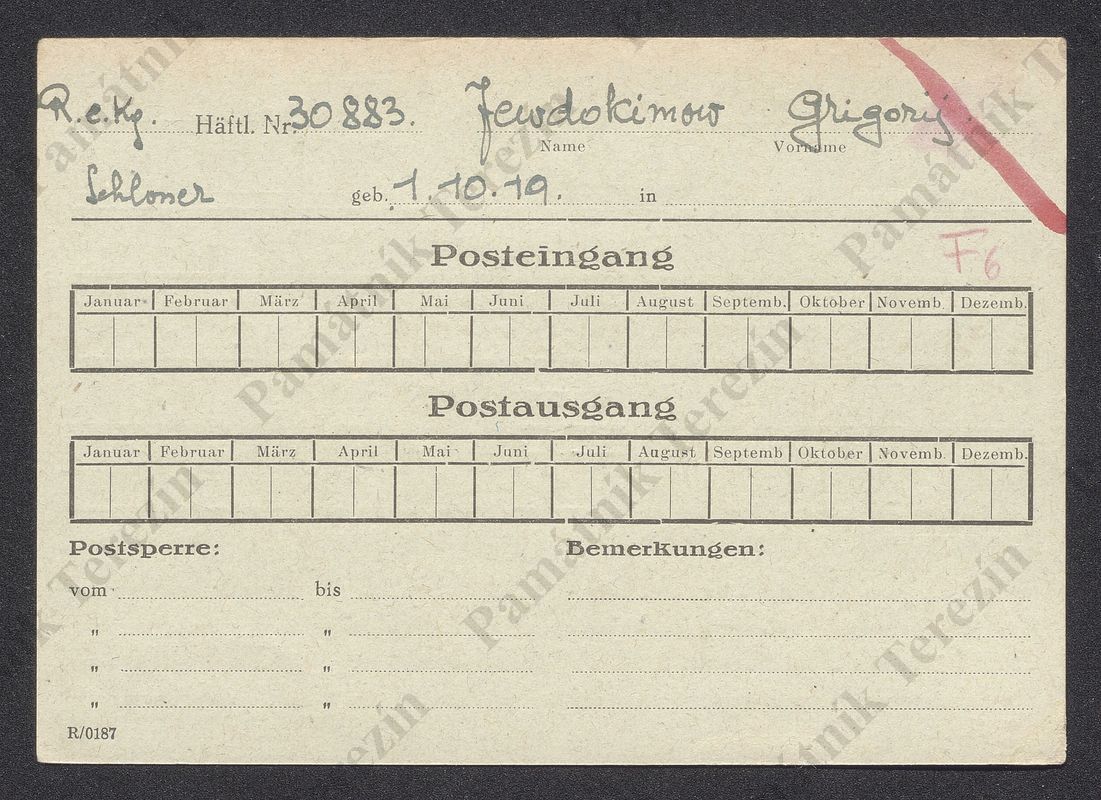 R.e.Kg. Häftl. Nr. 30883. Jewdokimow Grigorij.
Name Vorname
Schlosser geb. 1.10.19. in
Posteingang F6
Januar Februar März April Mai Juni Juli August Septemb. Oktober Novemb. Dezemb.
Postausgang
Januar Februar März April Mai Juni Juli August Septemb Oktober Novemb. Dezemb.
Postsperre: Bemerkungen:
vom bis
" "
" "
" "
R/0187
Památník Terezín